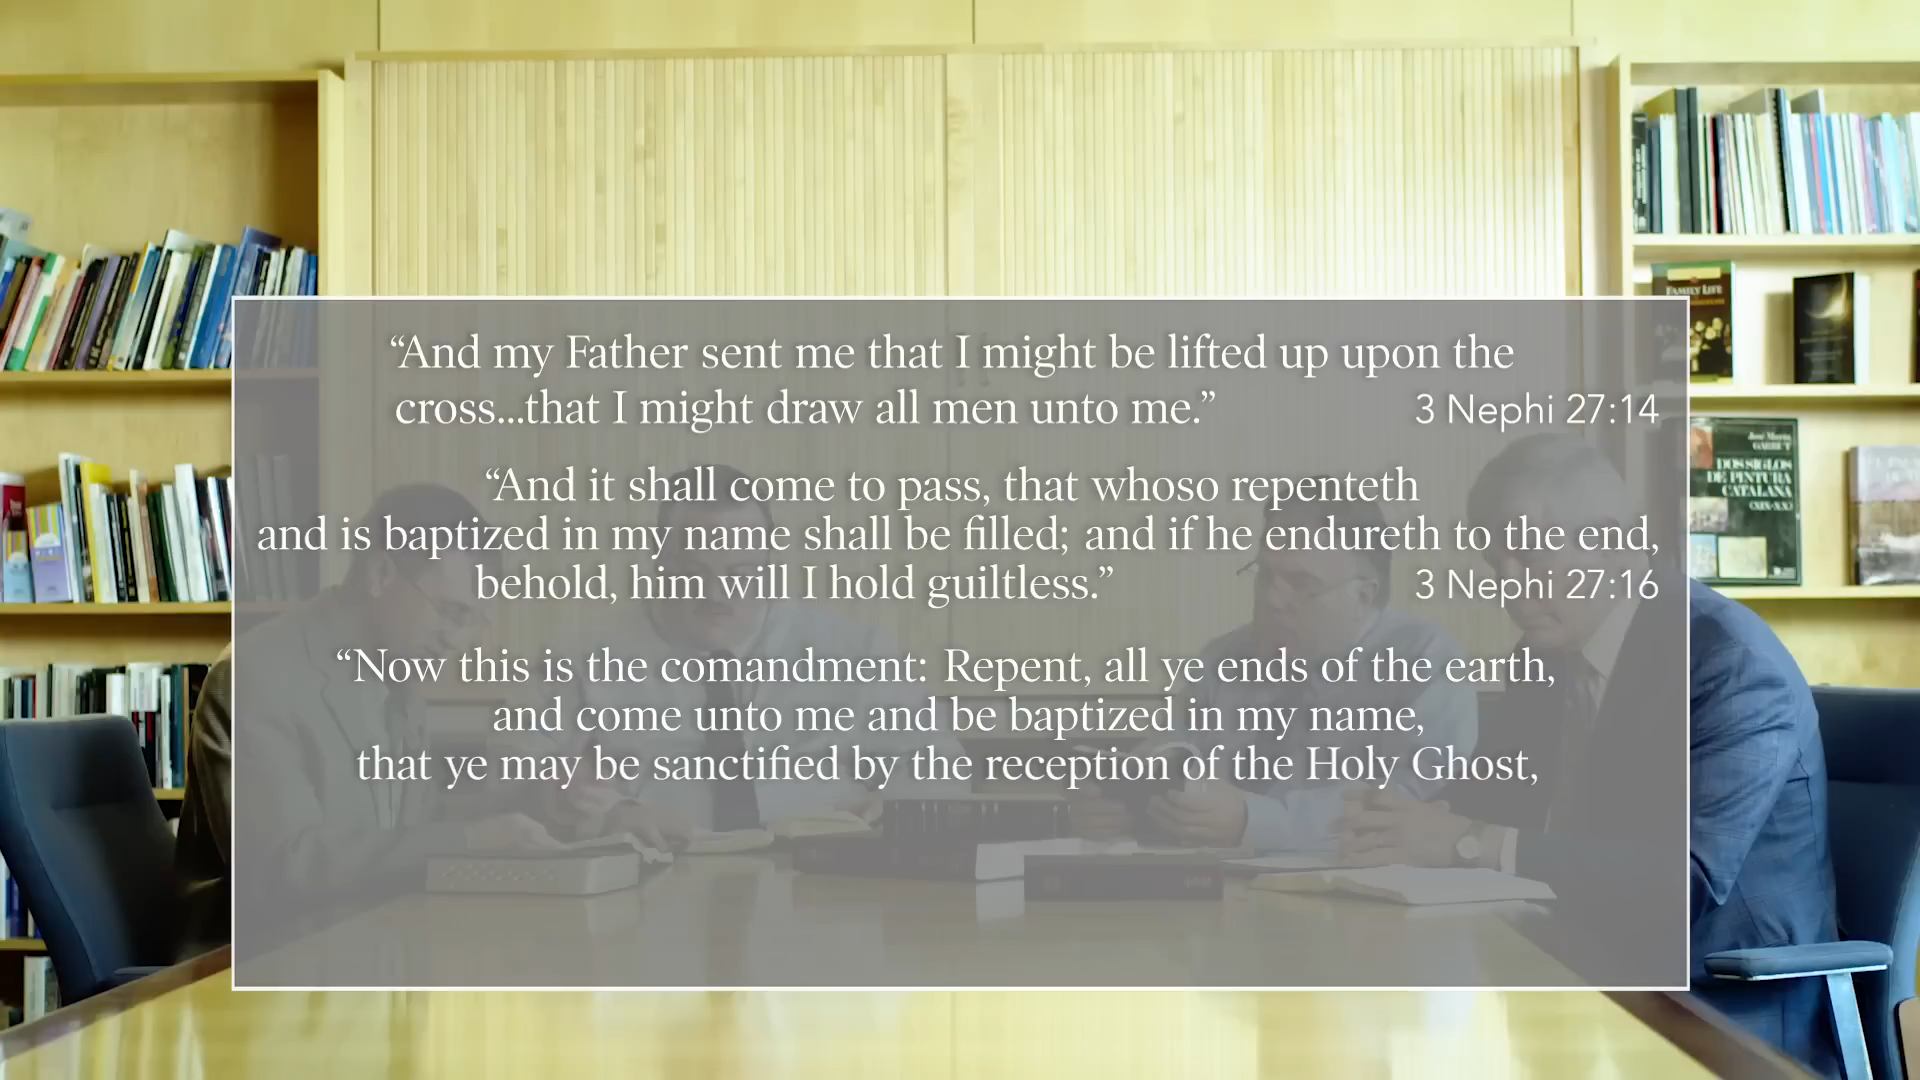 “And my Father sent me that I might be lifted up upon the
cross...that I might draw all men unto me.” 3 Nephi 27:14
“And it shall come to pass, that whoso repenteth
and is baptized in my name shall be filled; and if he endureth to the end,
behold, him will I hold guiltless.” 3 Nephi 27:16
“Now this is the comandment: Repent, all ye ends of the earth,
and come unto me and be baptized in my name,
that ye may be sanctified by the reception of the Holy Ghost,
FAMILY LIFE
José María
GARRUT
DOS SIGLOS
DE PINTURA
CATALANA
(XIX-XX)